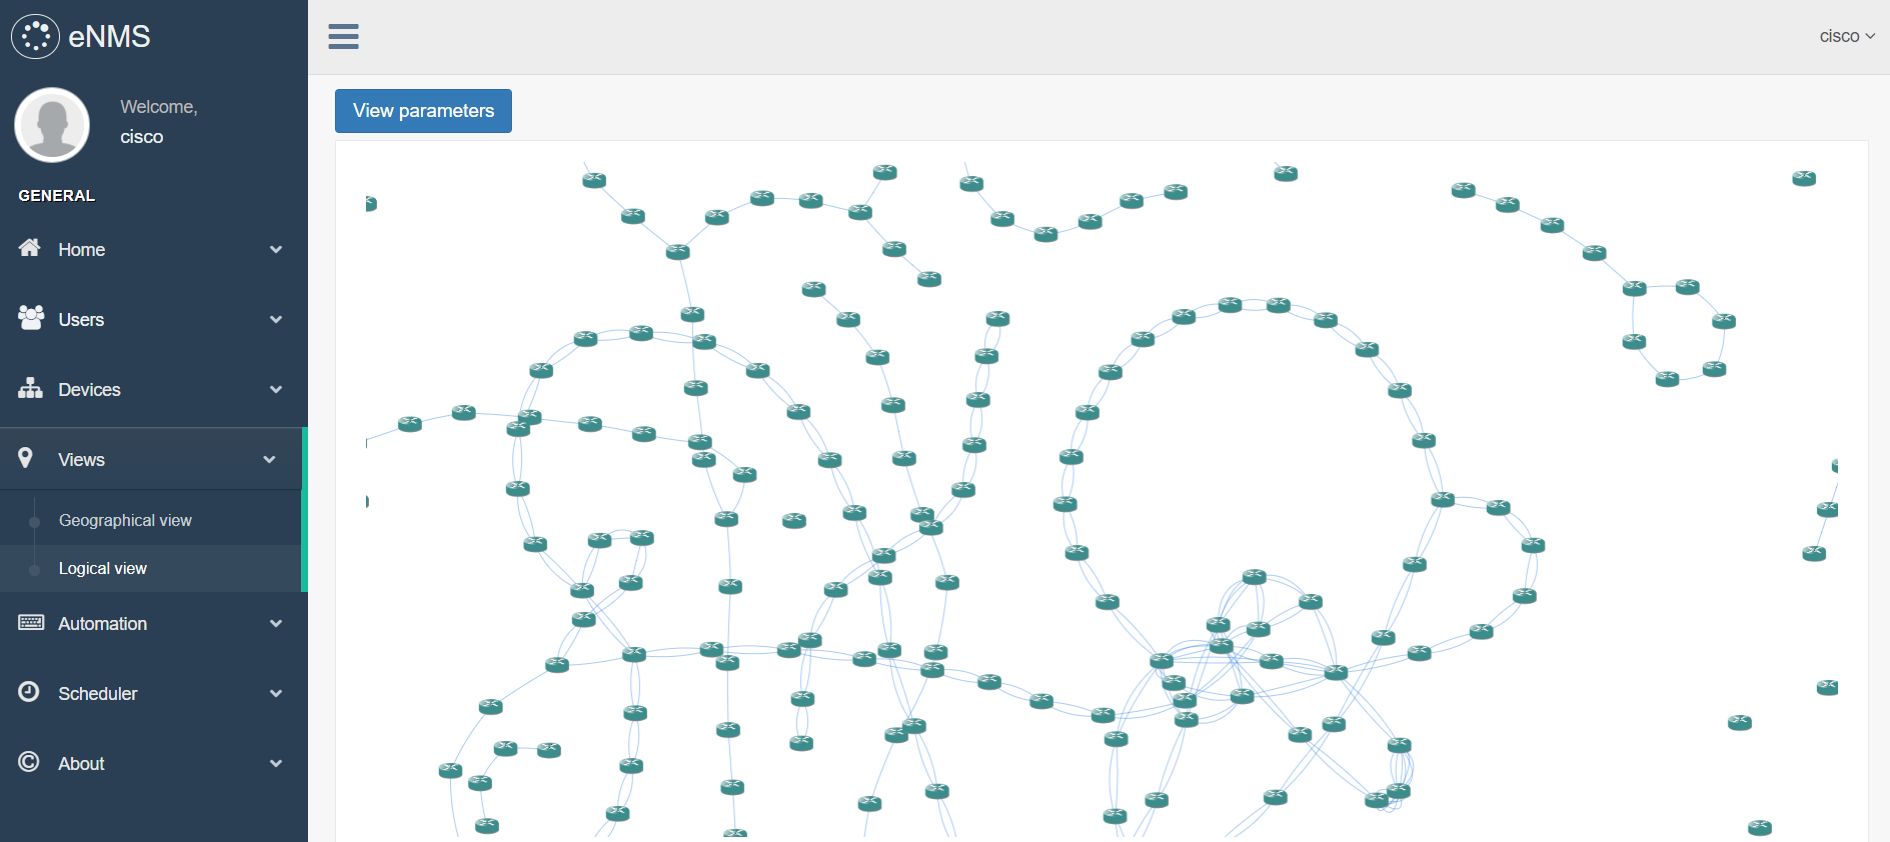 eNMS
cisco
Welcome,
cisco
View parameters
GENERAL
Home
Users
Devices
Views
Geographical view
Logical view
Automation
Scheduler
About